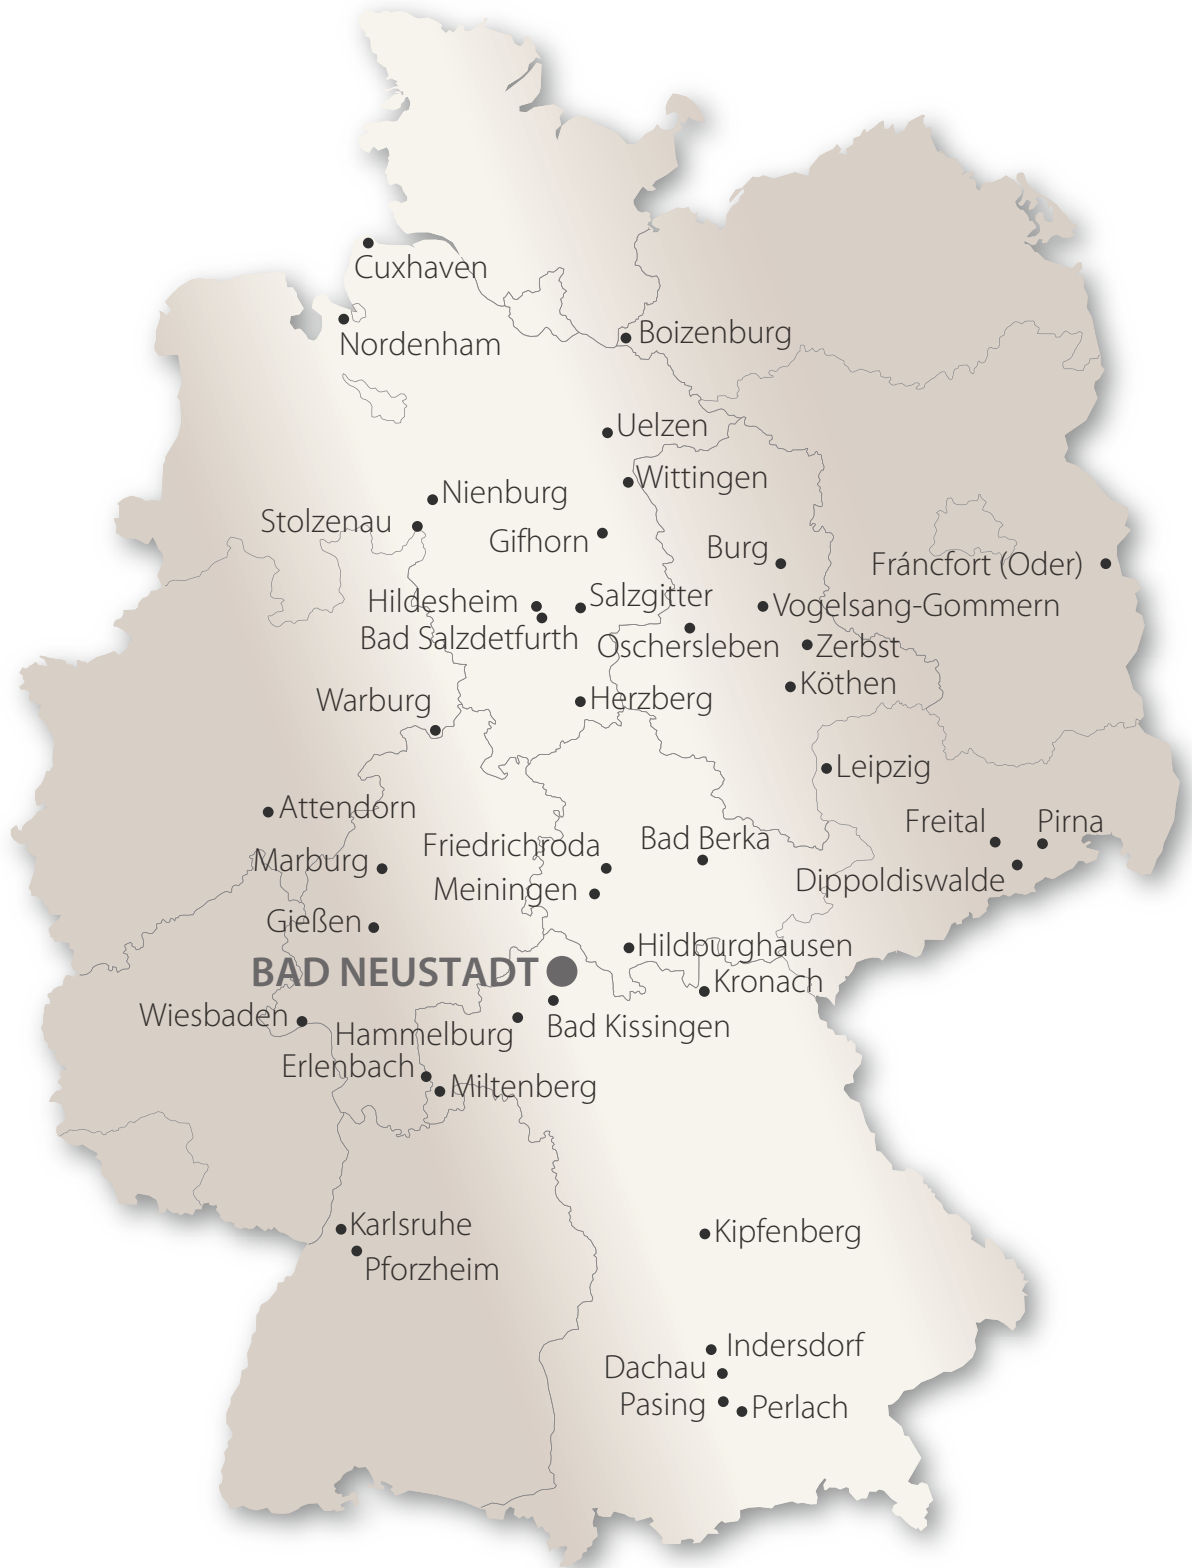 Cuxhaven
Nordenham
Boizenburg
Uelzen
Wittingen
Nienburg
Stolzenau
Gifhorn
Burg
Fráncfort (Oder)
Hildesheim
Salzgitter
Vogelsang-Gommern
Bad Salzdetfurth
Oschersleben
Zerbst
Köthen
Warburg
Herzberg
Leipzig
Attendorn
Freital
Pirna
Friedrichroda
Bad Berka
Marburg
Meiningen
Dippoldiswalde
Gießen
Hildburghausen
BAD NEUSTADT
Kronach
Wiesbaden
Hammelburg
Bad Kissingen
Erlenbach
Miltenberg
Karlsruhe
Kipfenberg
Pforzheim
Indersdorf
Dachau
Pasing
Perlach